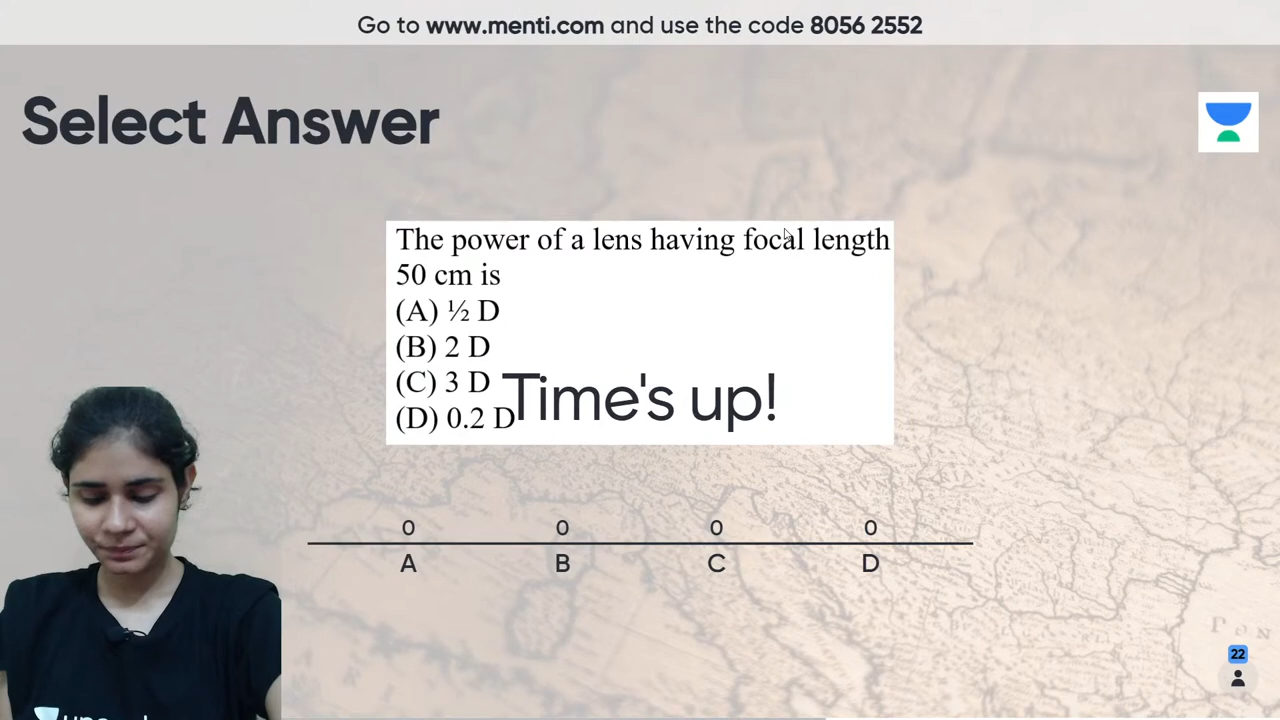 Go to www.menti.com and use the code 8056 2552
Select Answer
The power of a lens having focal length
50 cm is
(A) ½ D
(B) 2 D
(C) 3 D
(D) 0.2 D
Time's up!
0 0 0 0
A B C D
22